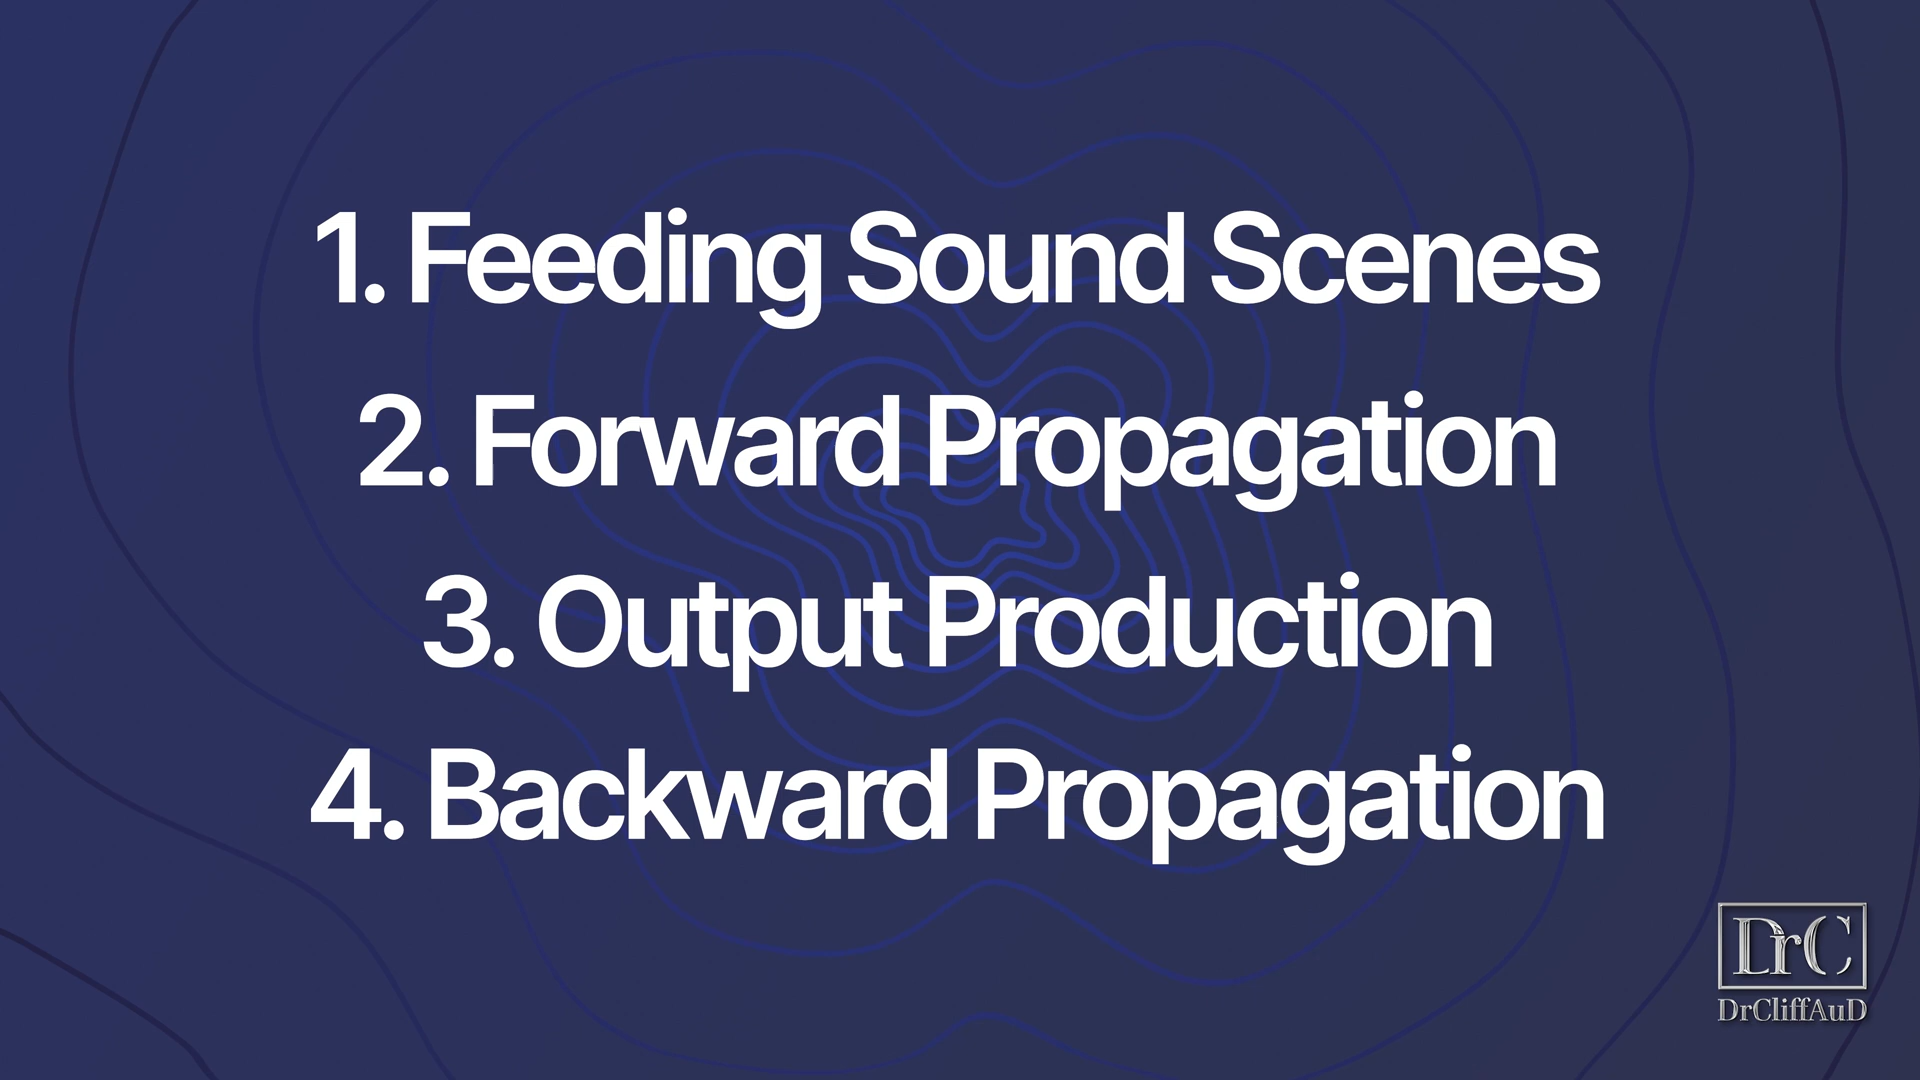 1. Feeding Sound Scenes
2. Forward Propagation
3. Output Production
4. Backward Propagation
DrC
DrCliffAuD